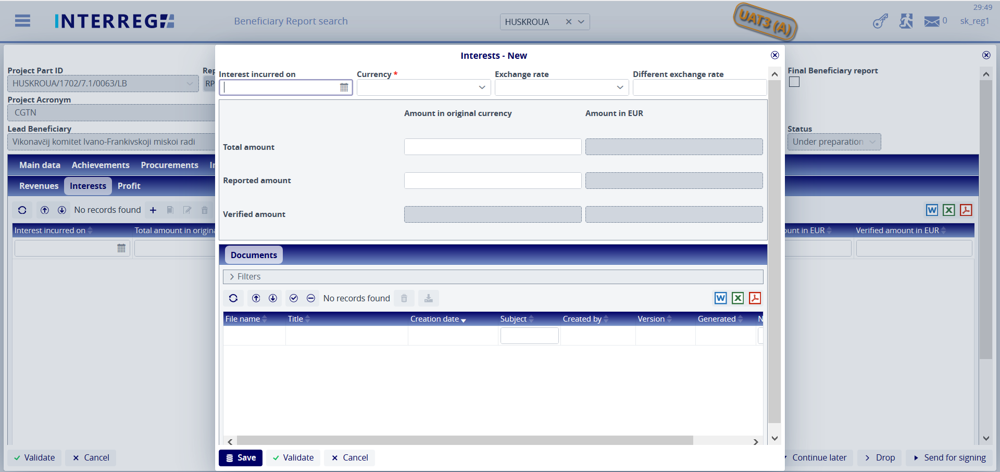 29:49
INTERREG
Beneficiary Report search
HUSKROUA
UAT3 (A)
0
sk_reg1
Interests - New
Project Part ID
Rep
HUSKROUA/1702/7.1/0063/LB
RP
Project Acronym
CGTN
Lead Beneficiary
Vikonavčij komitet Ivano-Frankivskoji miskoi radi
Final Beneficiary report
Status
Under preparation
Main data Achievements Procurements
Revenues Interests Profit
No records found
Interest incurred on Total amount in origina
ount in EUR Verified amount in EUR
Interest incurred on Currency * Exchange rate Different exchange rate
Amount in original currency Amount in EUR
Total amount
Reported amount
Verified amount
Documents
Filters
No records found
File name Title Creation date Subject Created by Version Generated N
Save Validate Cancel
Validate Cancel
Continue later Drop Send for signing